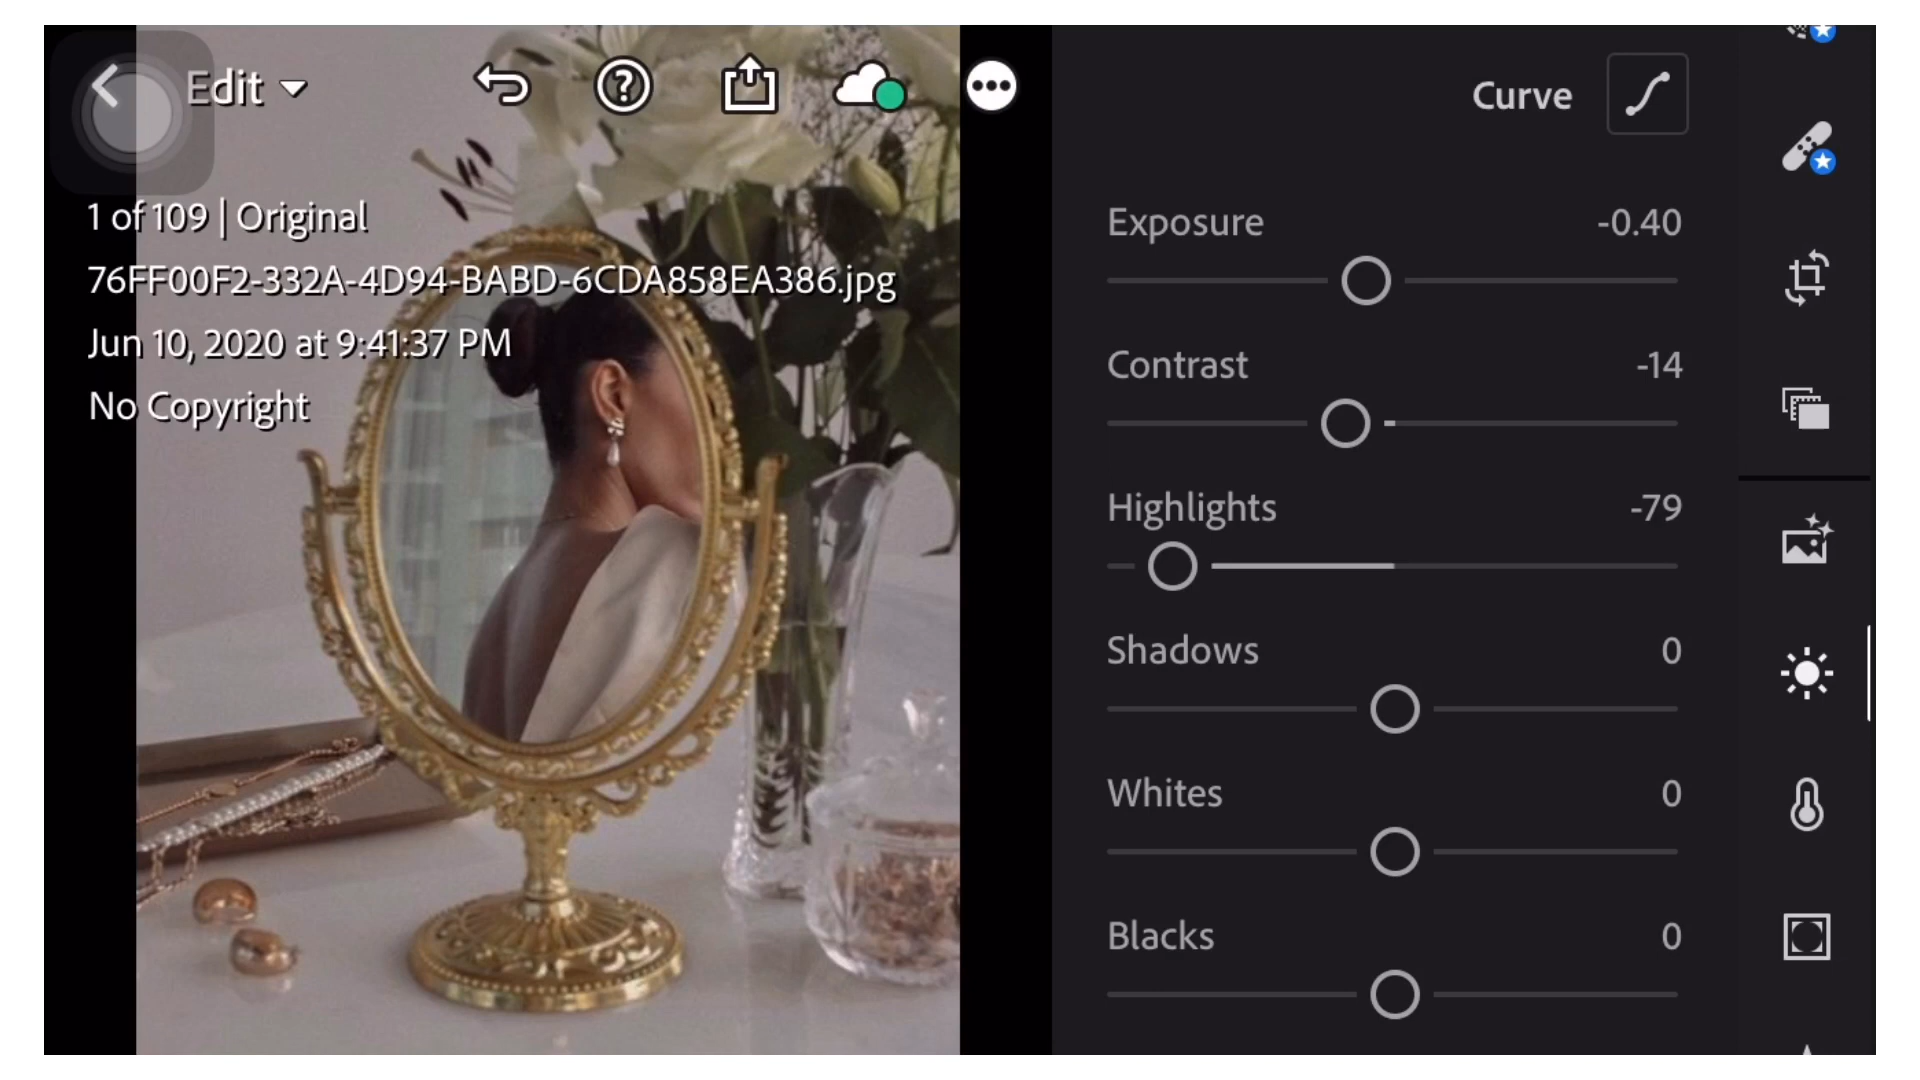 Edit
1 of 109 | Original
76FF00F2-332A-4D94-BABD-6CDA858EA386.jpg
Jun 10, 2020 at 9:41:37 PM
No Copyright
Curve
Exposure -0.40
Contrast -14
Highlights -79
Shadows 0
Whites 0
Blacks 0